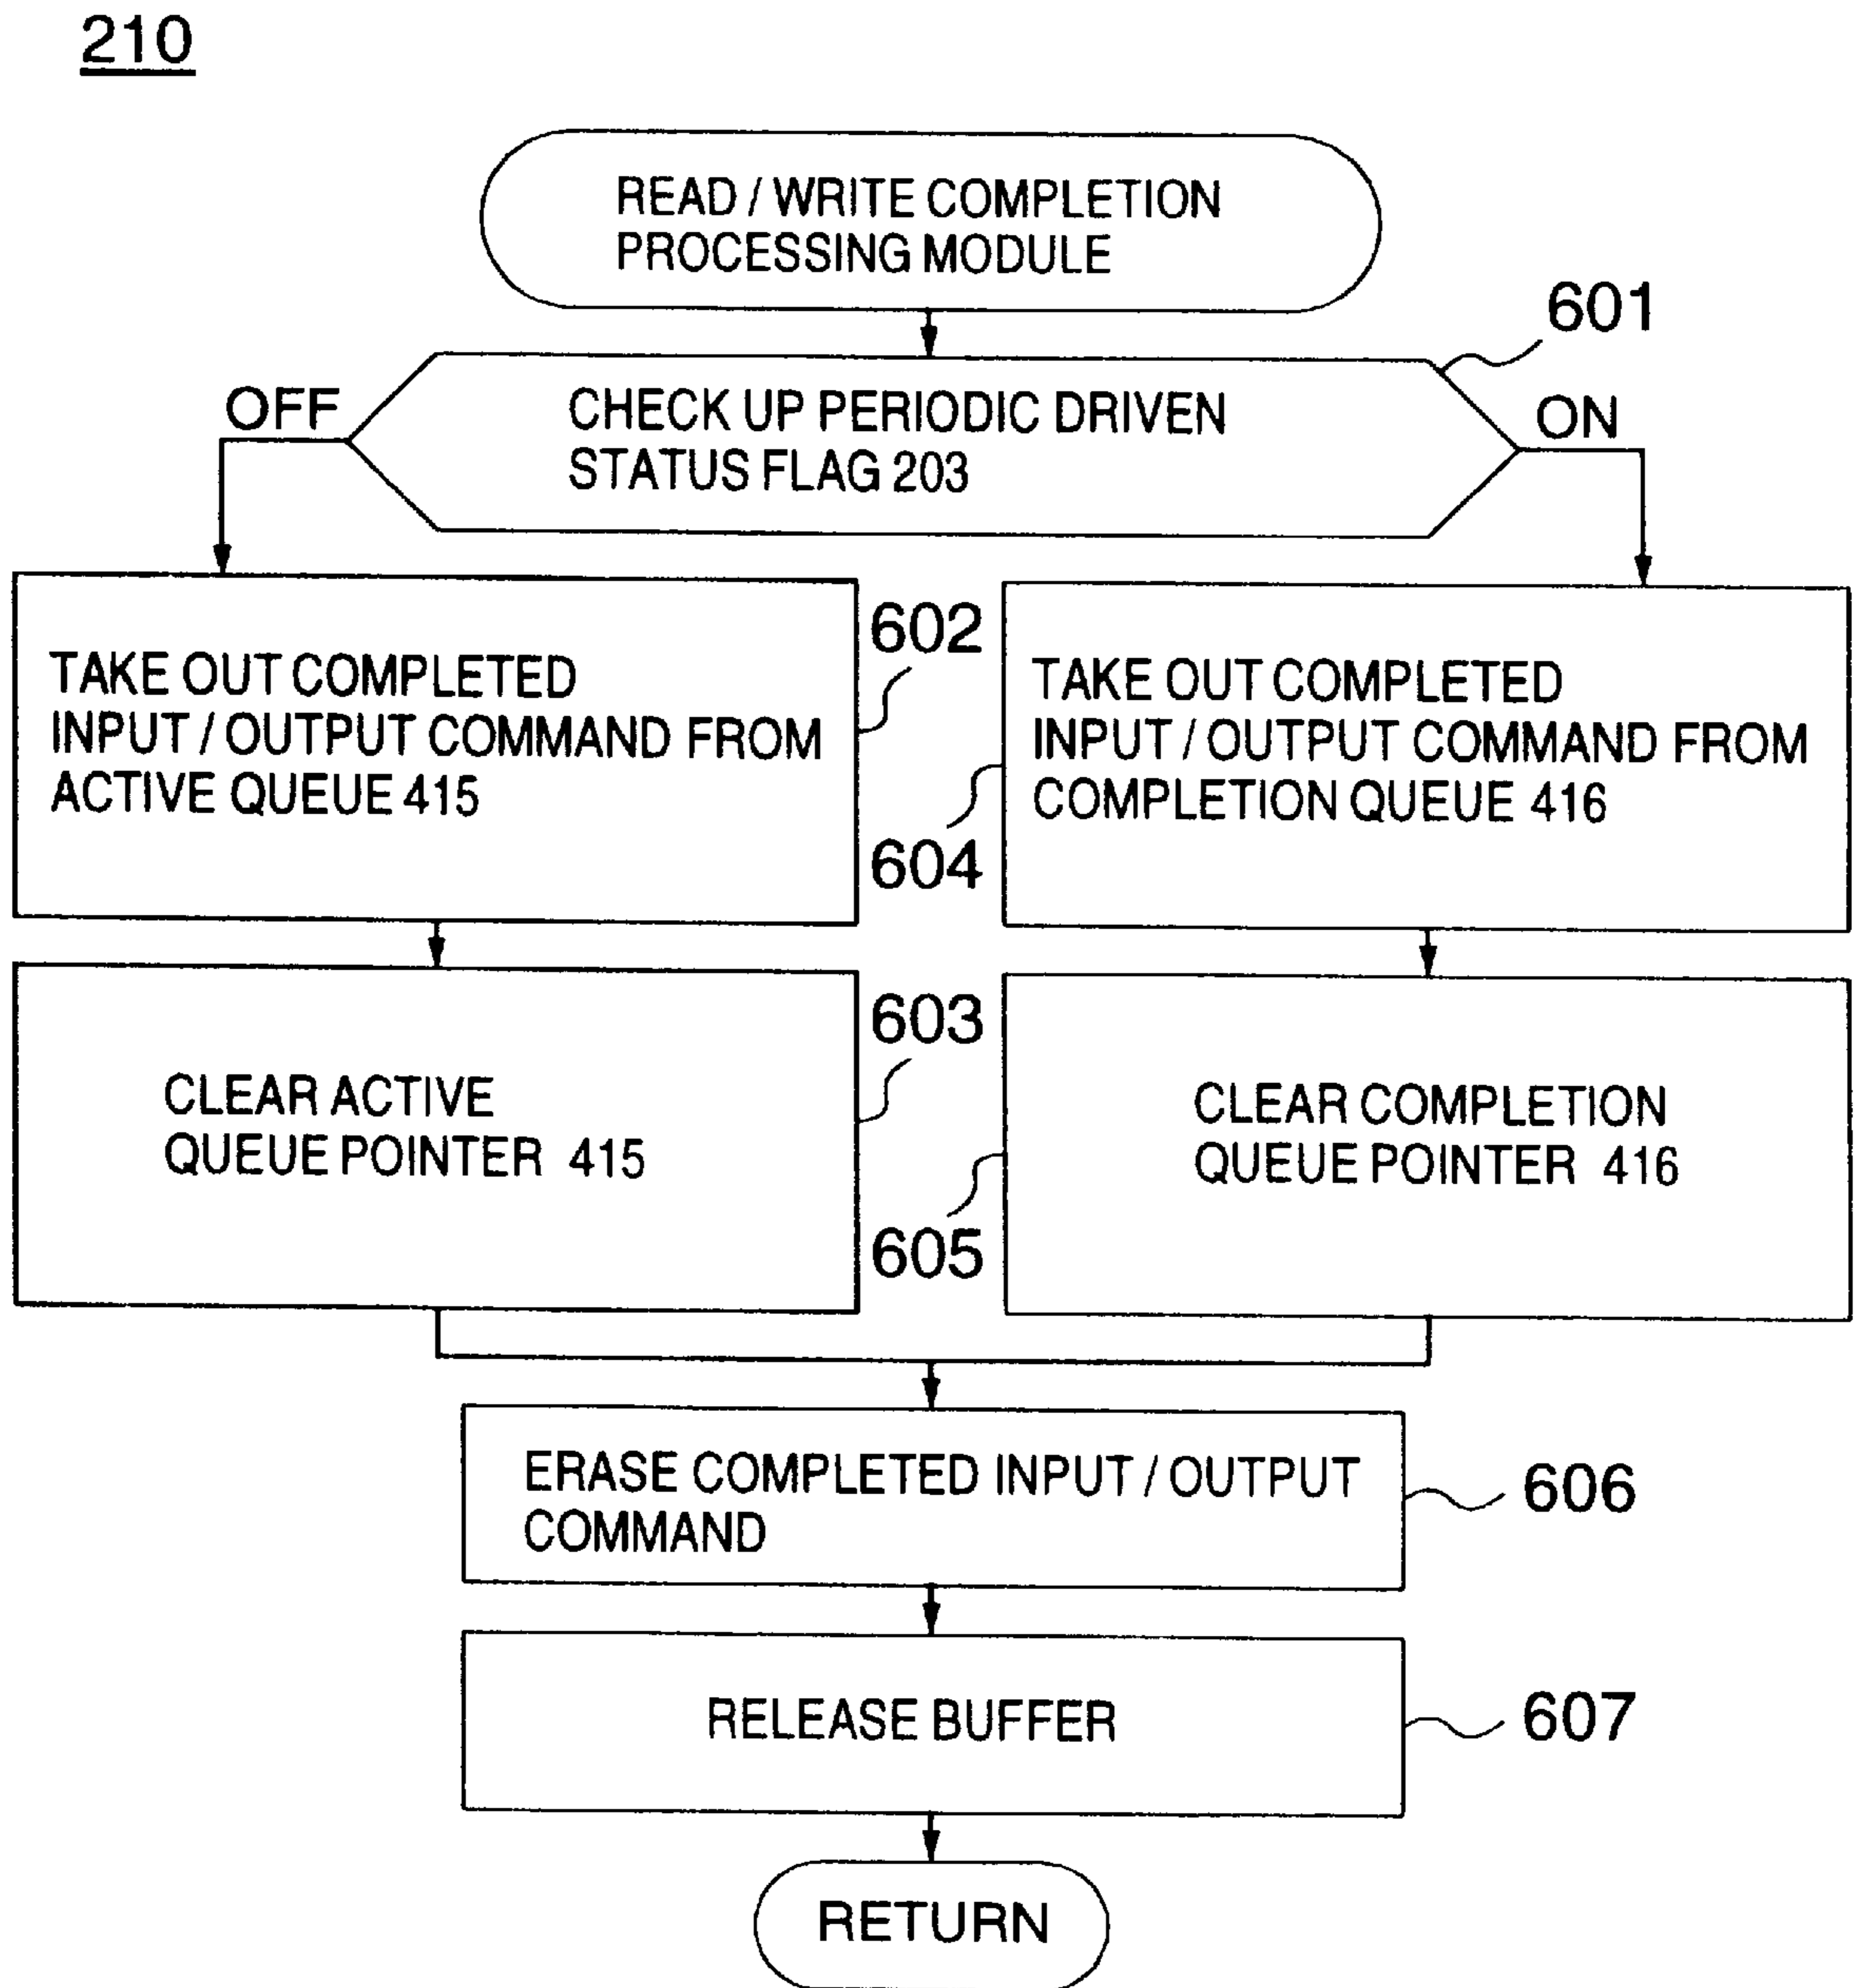 210
READ / WRITE COMPLETION
PROCESSING MODULE
601
OFF
CHECK UP PERIODIC DRIVEN
STATUS FLAG 203
ON
602
TAKE OUT COMPLETED
INPUT / OUTPUT COMMAND FROM
ACTIVE QUEUE 415
TAKE OUT COMPLETED
INPUT / OUTPUT COMMAND FROM
COMPLETION QUEUE 416
604
603
CLEAR ACTIVE
QUEUE POINTER 415
CLEAR COMPLETION
QUEUE POINTER 416
605
ERASE COMPLETED INPUT / OUTPUT
COMMAND
606
RELEASE BUFFER
607
RETURN